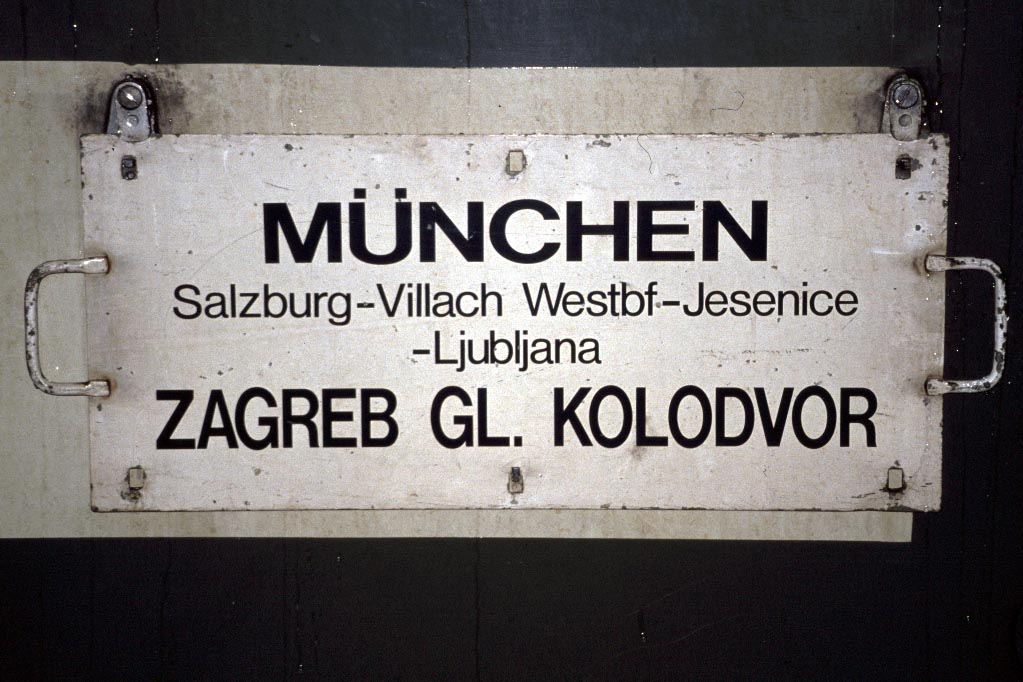 MÜNCHEN
Salzburg-Villach Westbf-Jesenice
-Ljubljana
ZAGREB GL. KOLODVOR